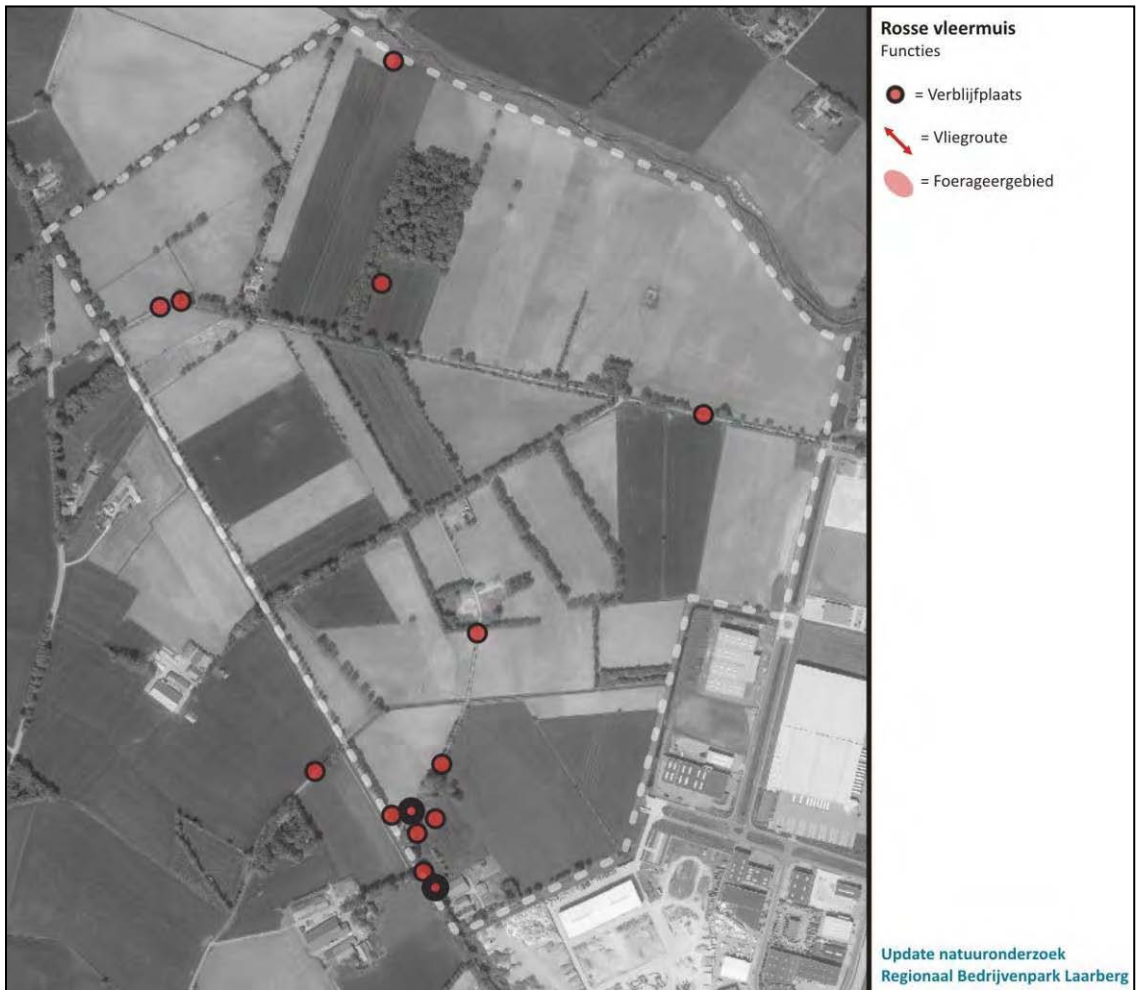 Rosse vleermuis
Functies
= Verblijfplaats
= Vliegroute
= Foerageergebied
Update natuuronderzoek
Regionaal Bedrijvenpark Laarberg